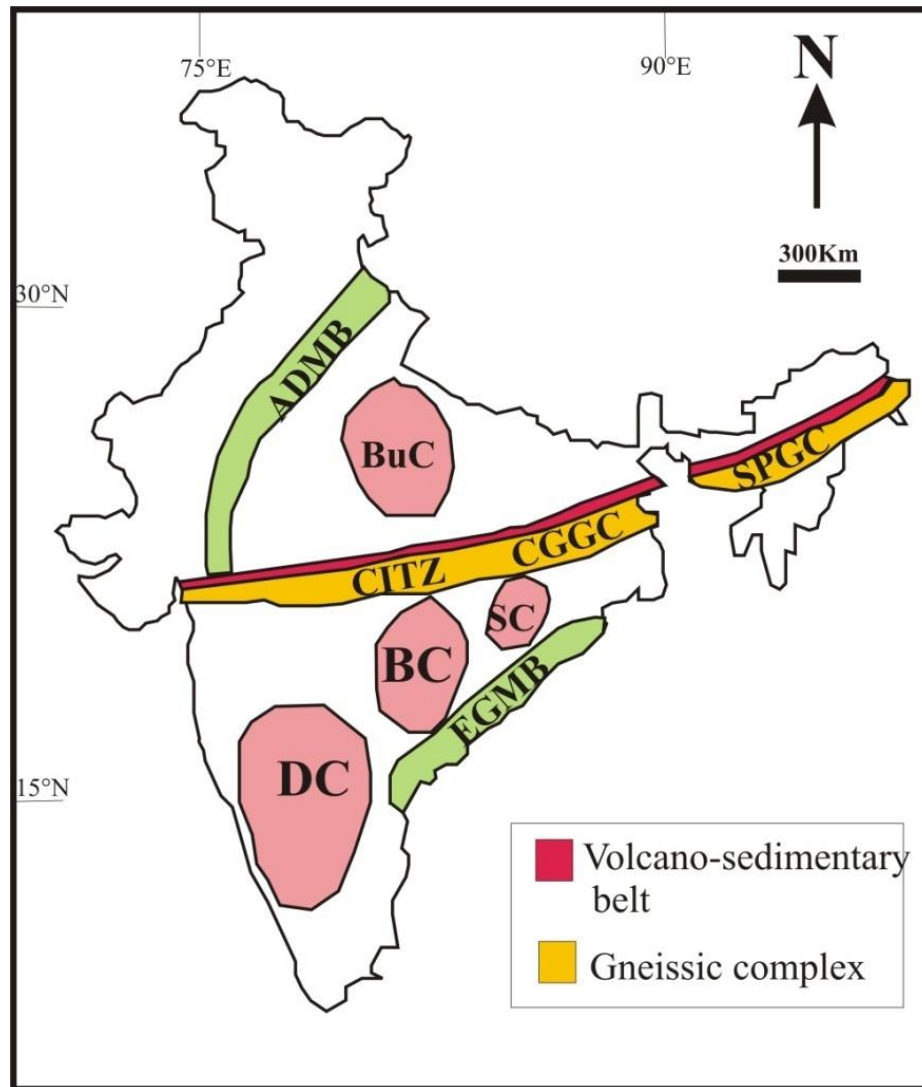 75°E
90°E
N
300Km
30°N
ADMB
BuC
SPGC
CITZ CGGC
SC
BC
EGMB
DC
15°N
Volcano-sedimentary
belt
Gneissic complex